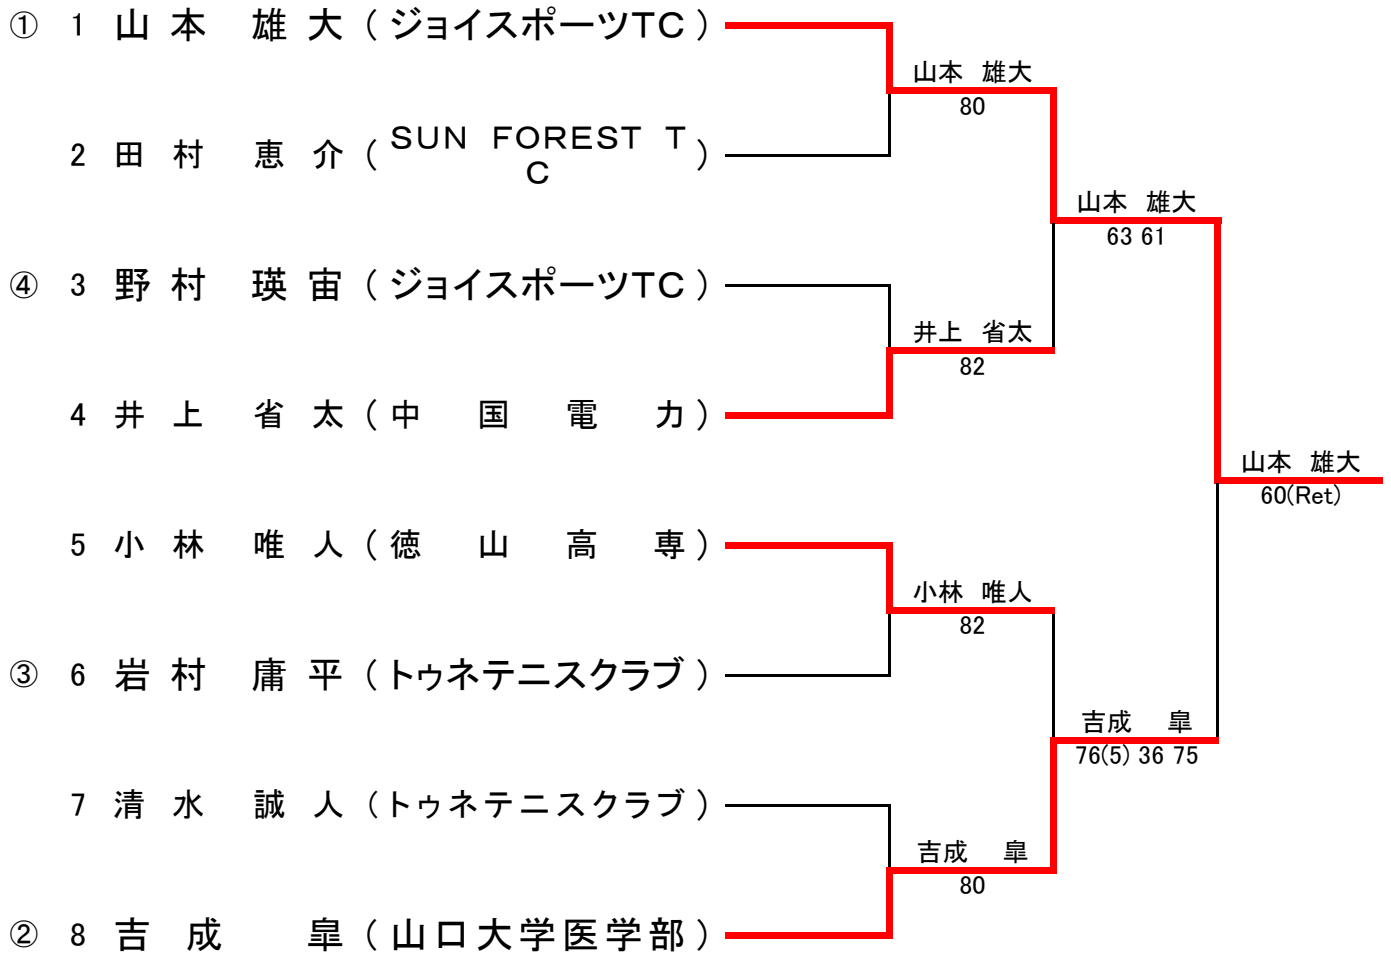 ① 1 山本 雄大 (ジョイスポーツTC)
山本 雄大
80
2 田村 恵介 (SUN FOREST T
C)
山本 雄大
63 61
④ 3 野村 瑛宙 (ジョイスポーツTC)
井上 省太
82
4 井上 省太 (中国電力)
山本 雄大
60(Ret)
5 小林 唯人 (徳山高専)
小林 唯人
82
③ 6 岩村 庸平 (トゥネテニスクラブ)
吉成 皐
76(5) 36 75
7 清水 誠人 (トゥネテニスクラブ)
吉成 皐
80
② 8 吉成 皐 (山口大学医学部)